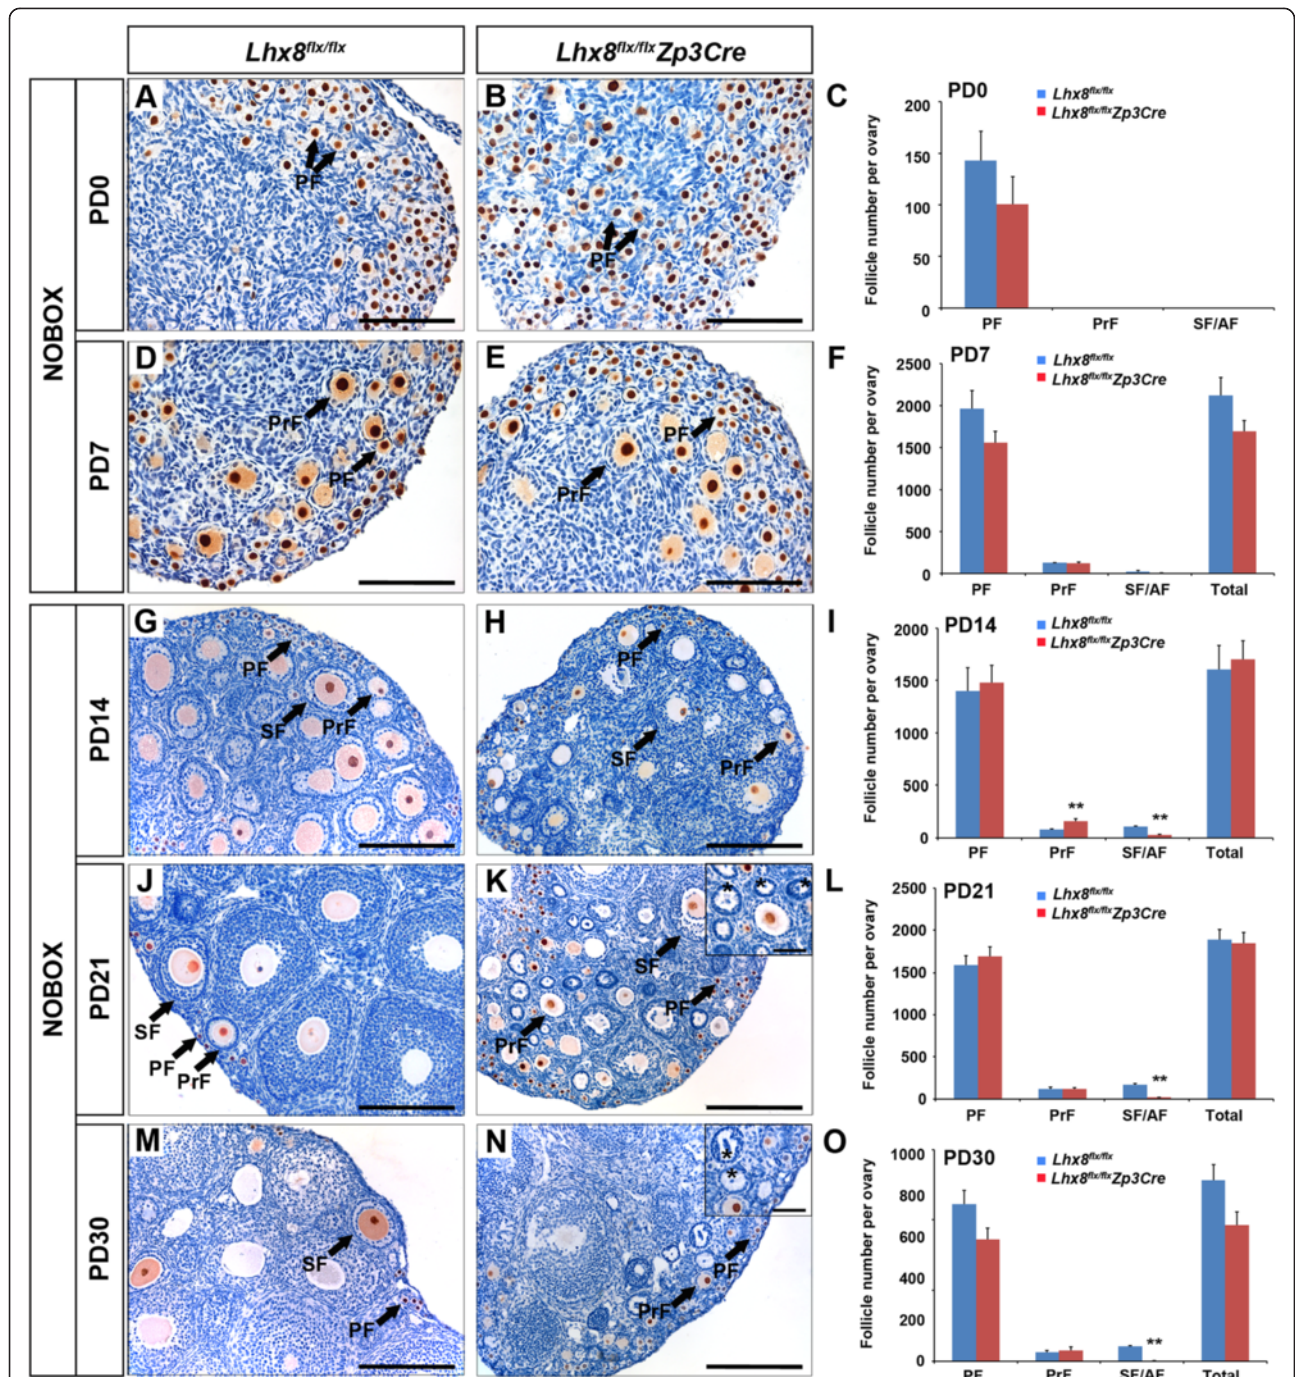 Lhx8flx/flx
Lhx8flx/flxZp3Cre
NOBOX
PD0
A
PF
B
PF
C
PD0
Lhx8flx/flx
Lhx8flx/flxZp3Cre
Follicle number per ovary
200
150
100
50
0
PF PrF SF/AF
PD7
D
PrF
PF
E
PF
PrF
F
PD7
Lhx8flx/flx
Lhx8flx/flxZp3Cre
Follicle number per ovary
2500
2000
1500
1000
500
0
PF PrF SF/AF Total
NOBOX
PD14
G
PF
SF
PrF
H
PF
SF
PrF
I
PD14
Lhx8flx/flx
Lhx8flx/flxZp3Cre
Follicle number per ovary
2000
1500
1000
500
0
**
**
PF PrF SF/AF Total
PD21
J
SF
PF
PrF
K
* * *
SF
PF
PrF
L
PD21
Lhx8flx/flx
Lhx8flx/flxZp3Cre
Follicle number per ovary
2500
2000
1500
1000
500
0
**
PF PrF SF/AF Total
PD30
M
SF
PF
N
*
*
PF
PrF
O
PD30
Lhx8flx/flx
Lhx8flx/flxZp3Cre
Follicle number per ovary
1000
800
600
400
200
0
**
PF PrF SF/AF Total